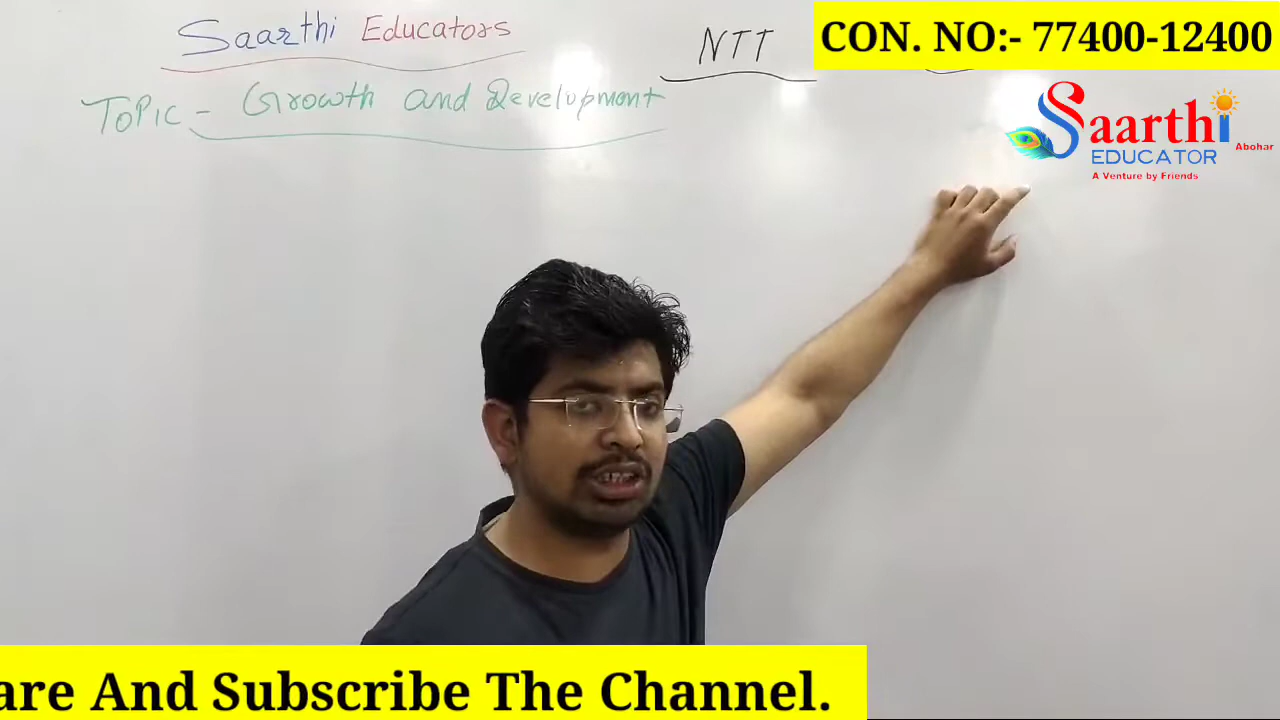 Saarthi Educators
NTT
CON. NO:- 77400-12400
TOPIC - Growth and Development
Saarthi
EDUCATOR
Abohar
A Venture by Friends
are And Subscribe The Channel.